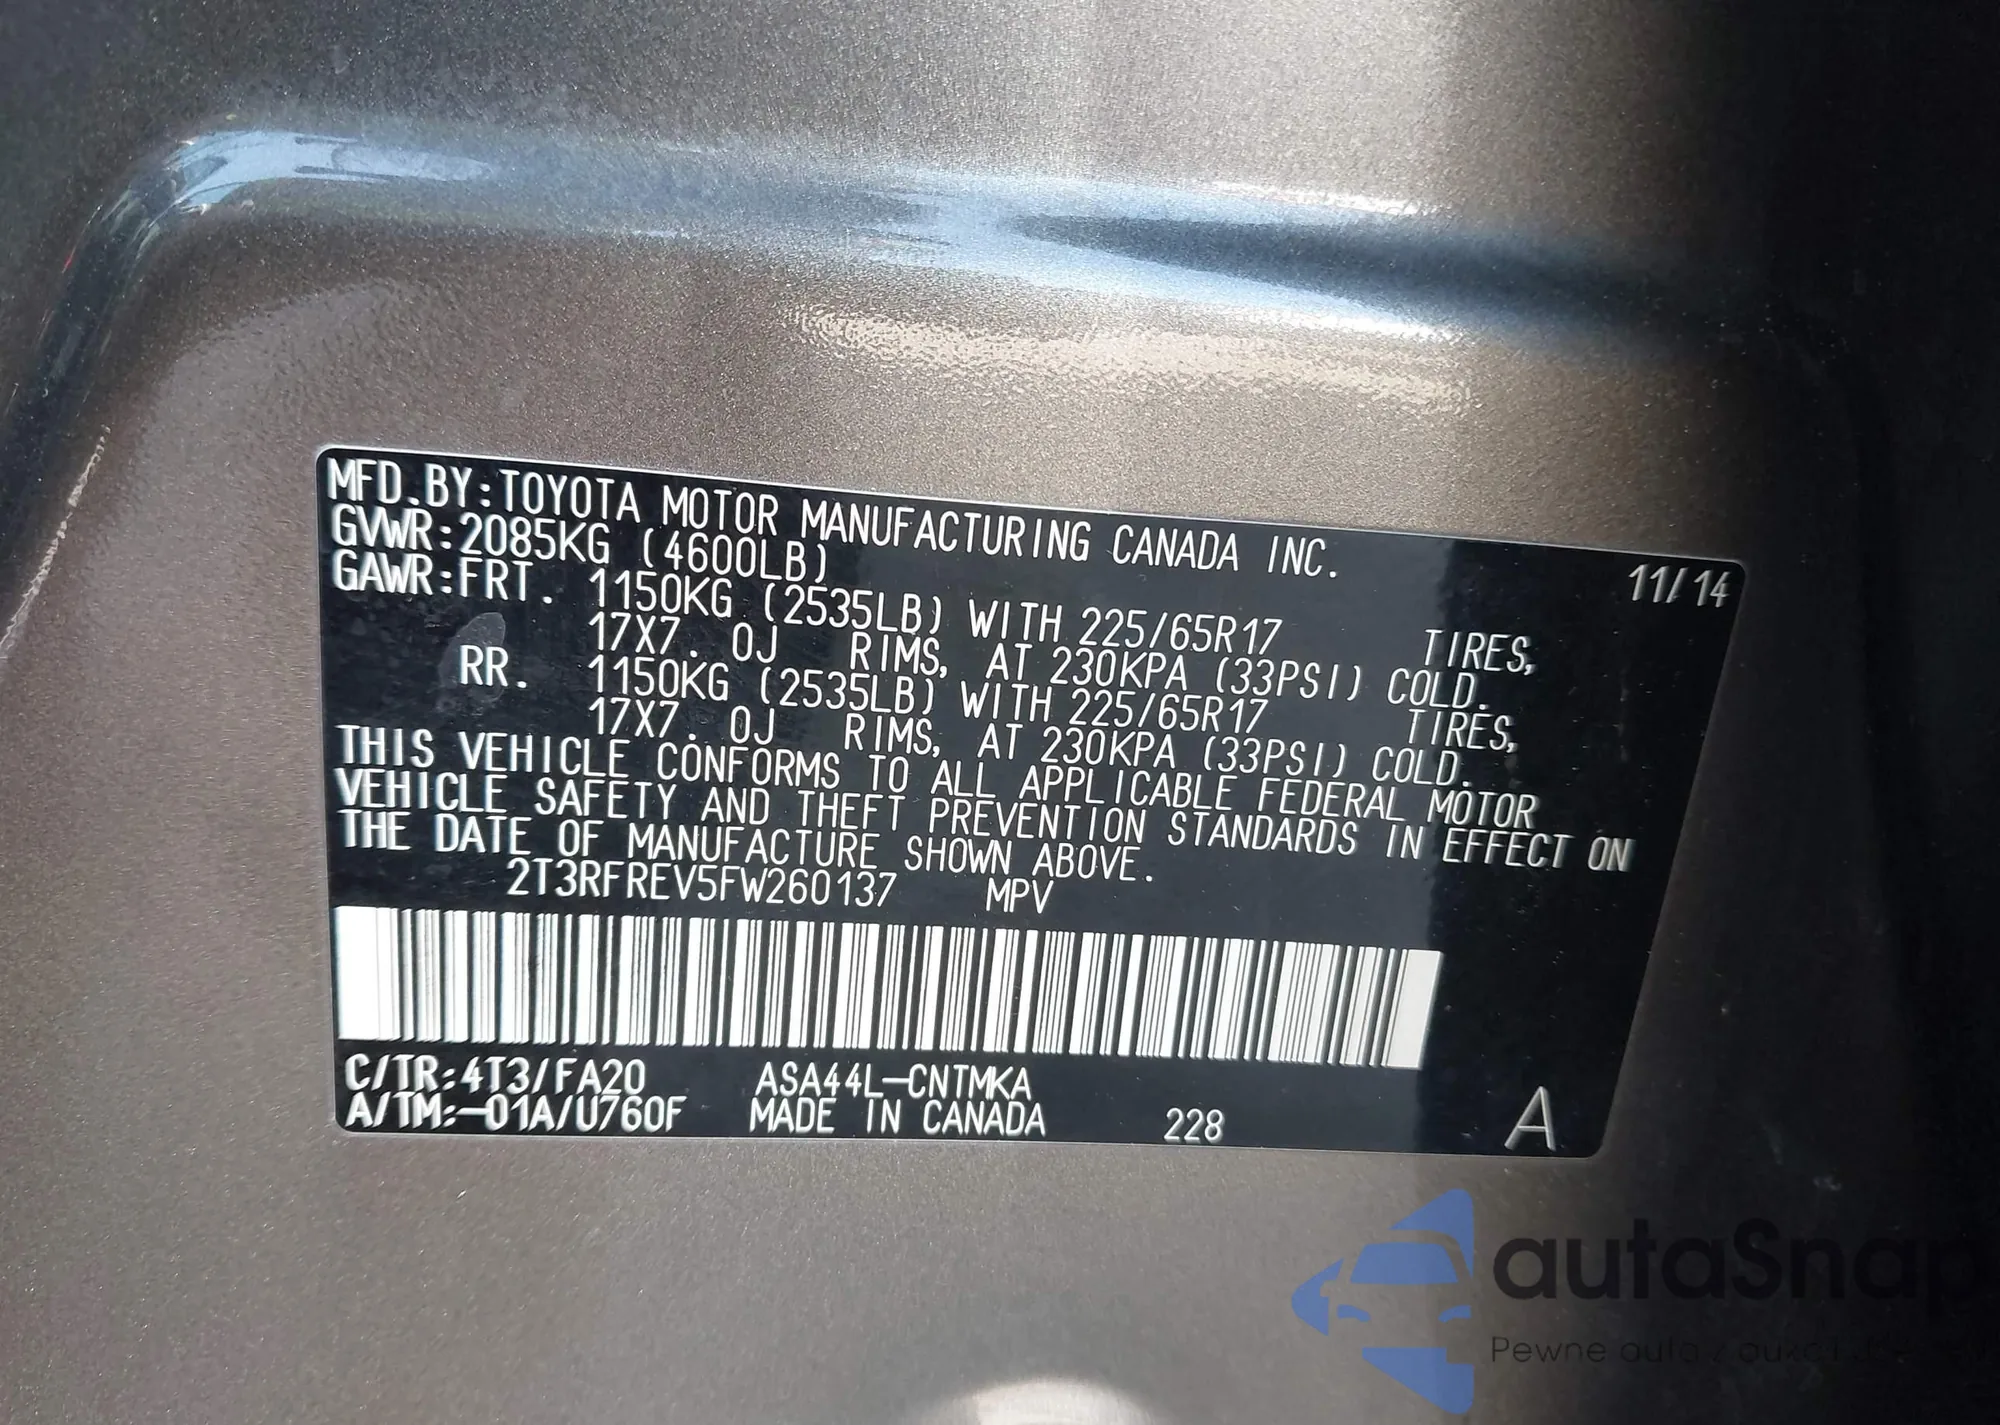 MFD.BY:TOYOTA MOTOR MANUFACTURING CANADA INC.
GVWR:2085KG (4600LB) 11/14
GAWR:FRT. 1150KG (2535LB) WITH 225/65R17 TIRES,
17X7.0J RIMS, AT 230KPA (33PSI) COLD.
RR. 1150KG (2535LB) WITH 225/65R17 TIRES,
17X7.0J RIMS, AT 230KPA (33PSI) COLD.
THIS VEHICLE CONFORMS TO ALL APPLICABLE FEDERAL MOTOR
VEHICLE SAFETY AND THEFT PREVENTION STANDARDS IN EFFECT ON
THE DATE OF MANUFACTURE SHOWN ABOVE.
2T3RFREV5FW260137 MPV
C/TR:4T3/FA20 ASA44L-CNTMKA
A/TM:-01A/U760F MADE IN CANADA 228 A
autaSnap
Pewne auta z